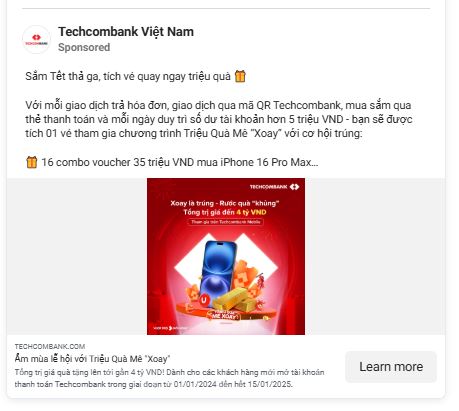 Techcombank Việt Nam
Sponsored
Sắm Tết thả ga, tích vé quay ngay triệu quà 🎁
Với mỗi giao dịch trả hóa đơn, giao dịch qua mã QR Techcombank, mua sắm qua
thẻ thanh toán và mỗi ngày duy trì số dư tài khoản hơn 5 triệu VND - bạn sẽ được
tích 01 vé tham gia chương trình Triệu Quà Mê "Xoay" với cơ hội trúng:
🎁 16 combo voucher 35 triệu VND mua iPhone 16 Pro Max...
TECHCOMBANK
Xoay là trúng - Rước quà "khủng"
Tổng trị giá đến 4 tỷ VND
Tham gia trên Techcombank Mobile
TRIỆU QUÀ
MÊ XOAY
TECHCOMBANK.COM
Ấm mùa lễ hội với Triệu Quà Mê "Xoay"
Tổng trị giá quà tặng lên tới gần 4 tỷ VND! Dành cho các khách hàng mới mở tài khoản
thanh toán Techcombank trong giai đoạn từ 01/01/2024 đến hết 15/01/2025.
Learn more